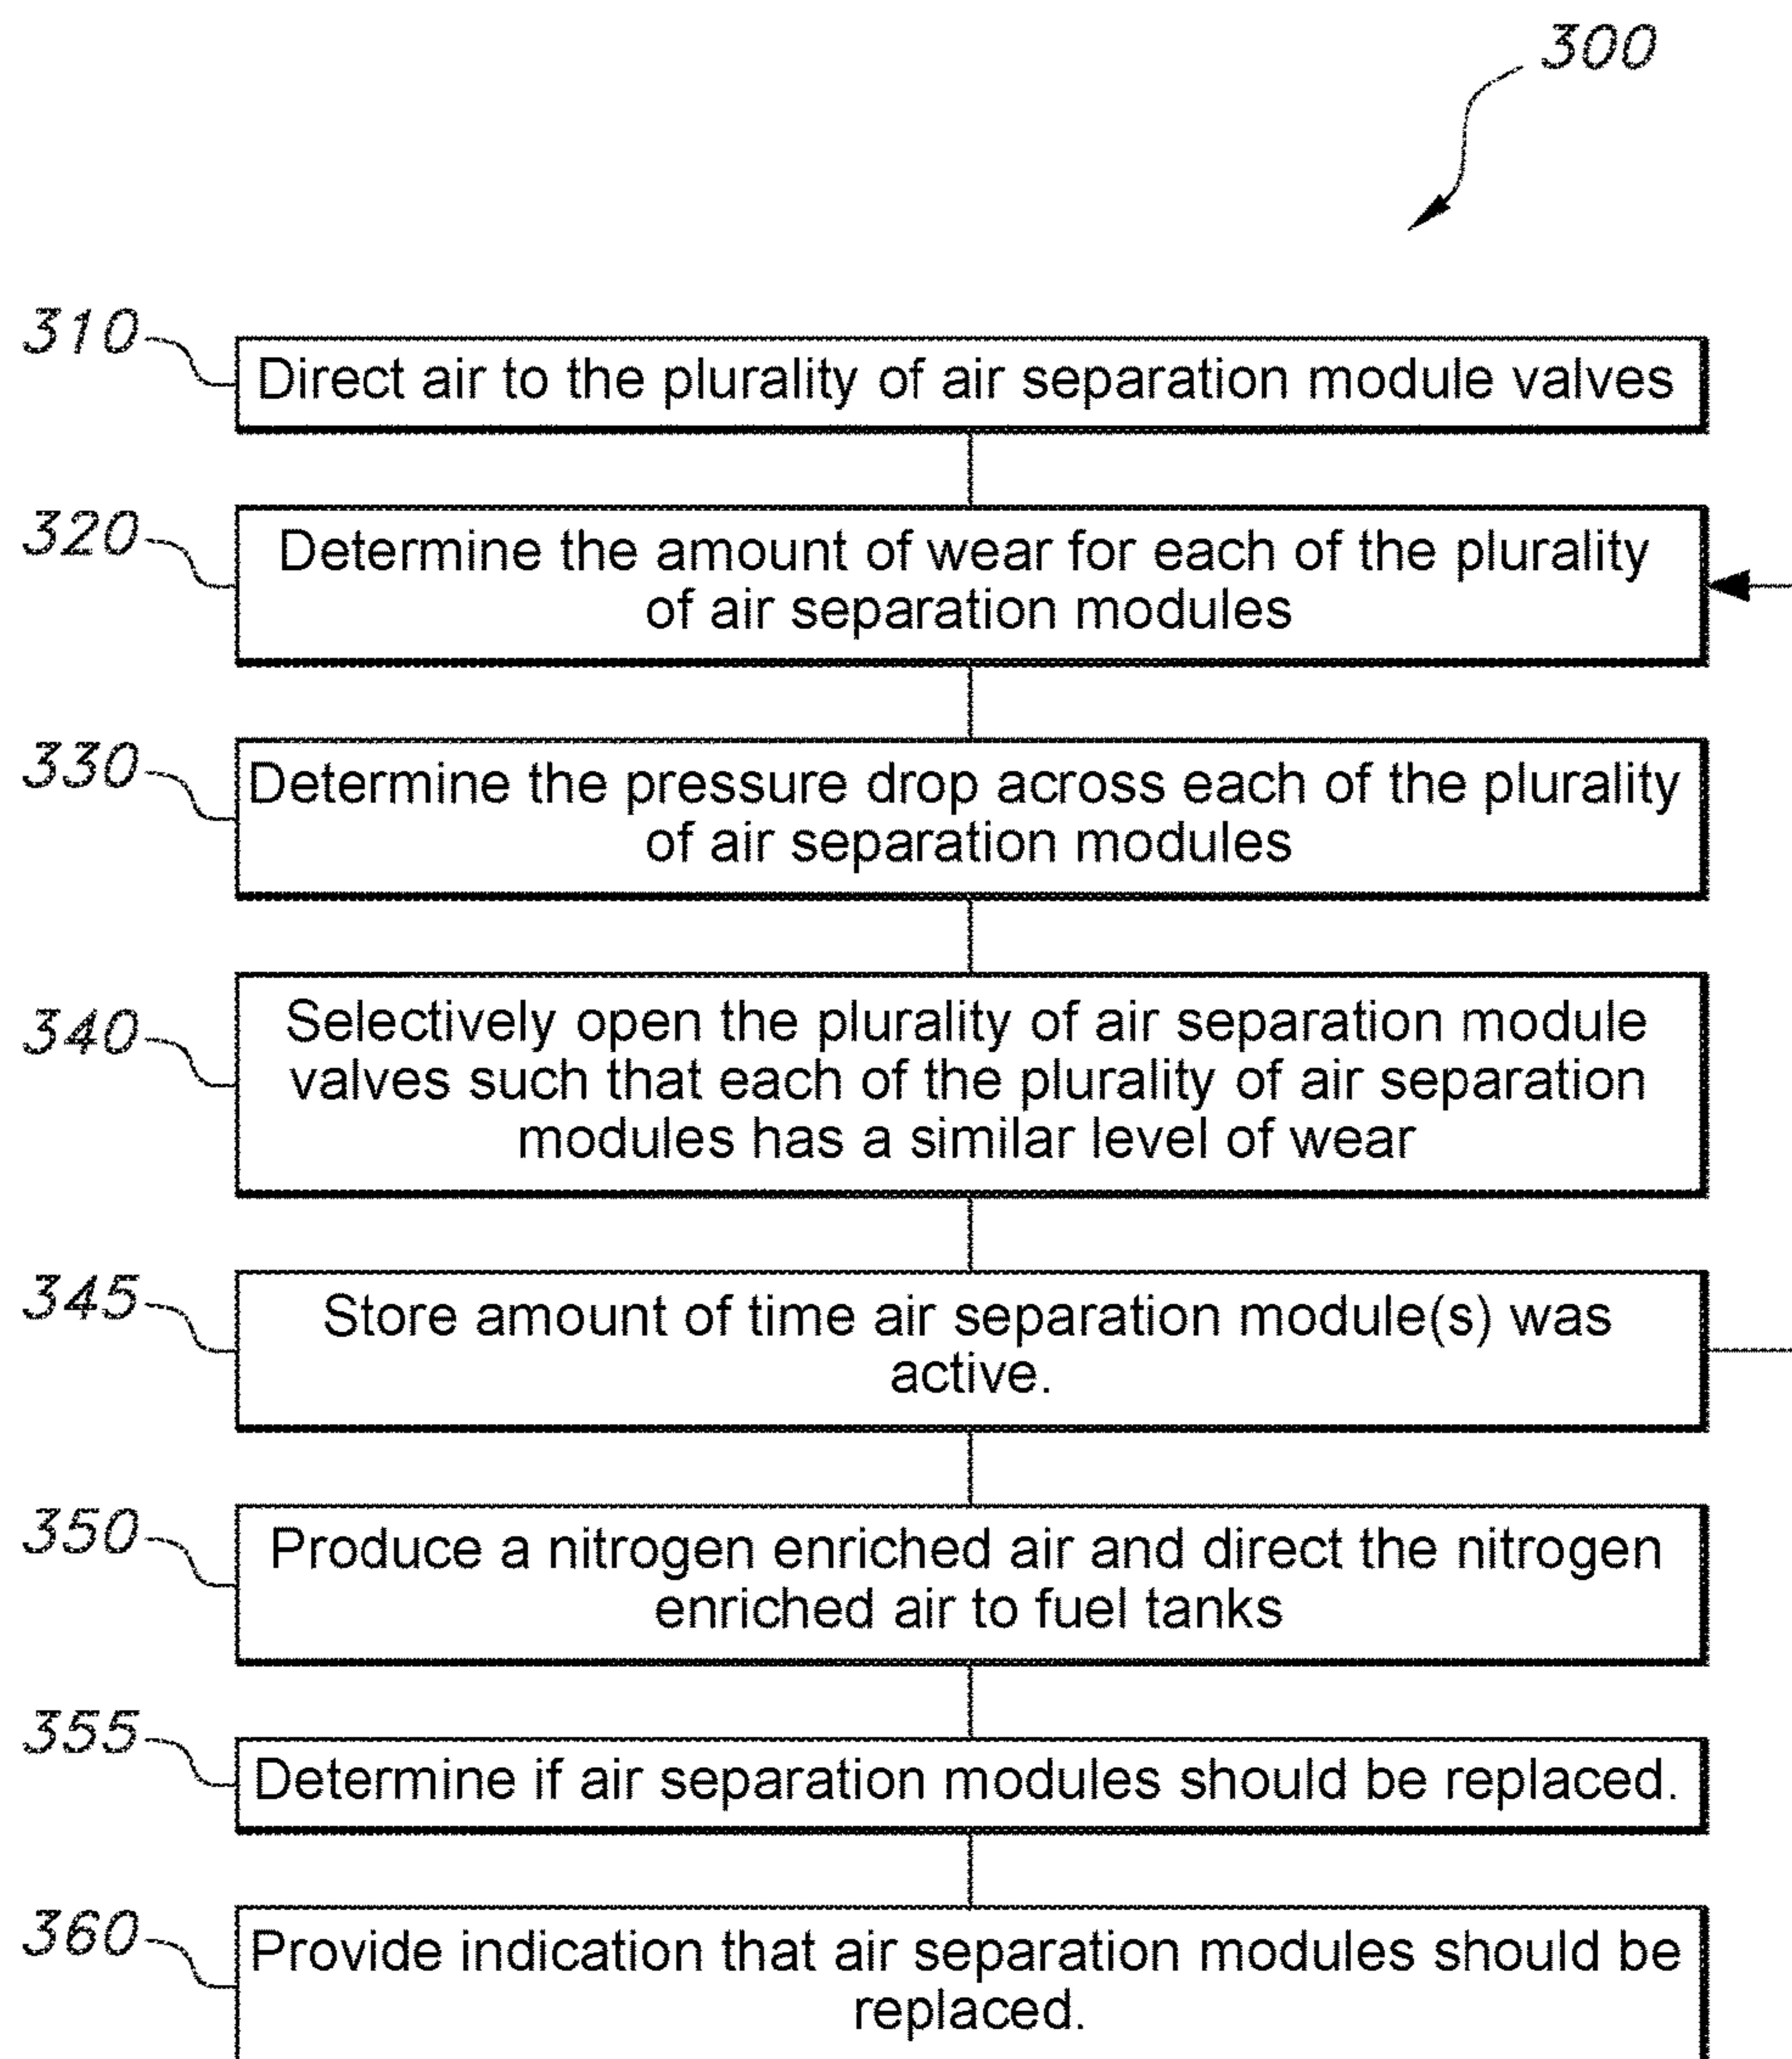 300
310
Direct air to the plurality of air separation module valves
320
Determine the amount of wear for each of the plurality
of air separation modules
330
Determine the pressure drop across each of the plurality
of air separation modules
340
Selectively open the plurality of air separation module
valves such that each of the plurality of air separation
modules has a similar level of wear
345
Store amount of time air separation module(s) was
active.
350
Produce a nitrogen enriched air and direct the nitrogen
enriched air to fuel tanks
355
Determine if air separation modules should be replaced.
360
Provide indication that air separation modules should be
replaced.